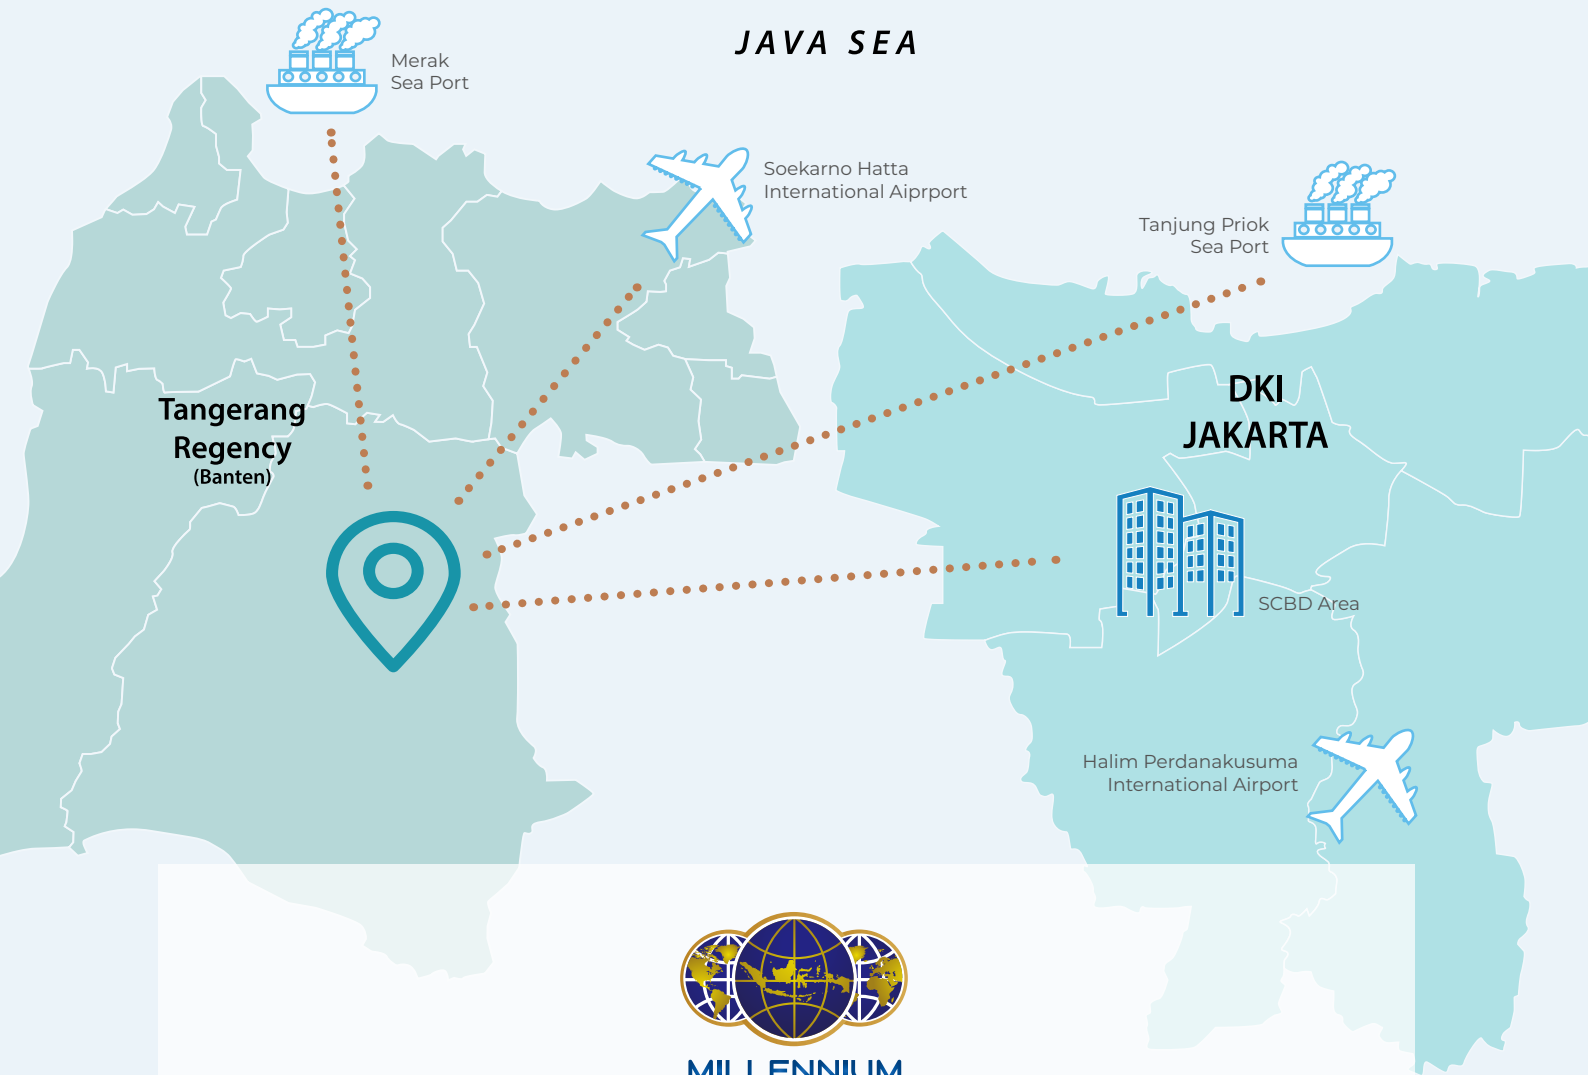 JAVA SEA
Merak
Sea Port
Soekarno Hatta
International Aiprport
Tanjung Priok
Sea Port
DKI
JAKARTA
Tangerang
Regency
(Banten)
SCBD Area
Halim Perdanakusuma
International Airport
MILLENNIUM